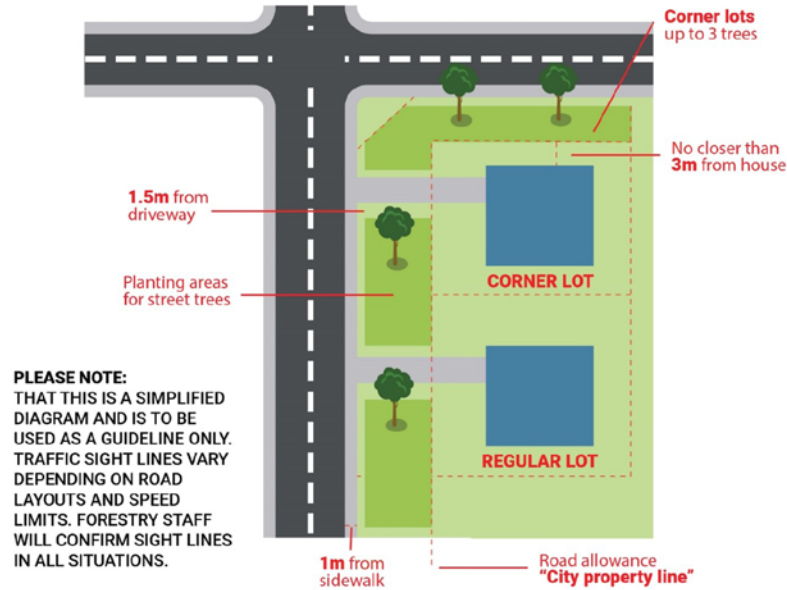 Corner lots
up to 3 trees
No closer than
3m from house
1.5m from
driveway
CORNER LOT
Planting areas
for street trees
PLEASE NOTE:
THAT THIS IS A SIMPLIFIED
DIAGRAM AND IS TO BE
USED AS A GUIDELINE ONLY.
TRAFFIC SIGHT LINES VARY
DEPENDING ON ROAD
LAYOUTS AND SPEED
LIMITS. FORESTRY STAFF
WILL CONFIRM SIGHT LINES
IN ALL SITUATIONS.
REGULAR LOT
1m from
sidewalk
Road allowance
"City property line"